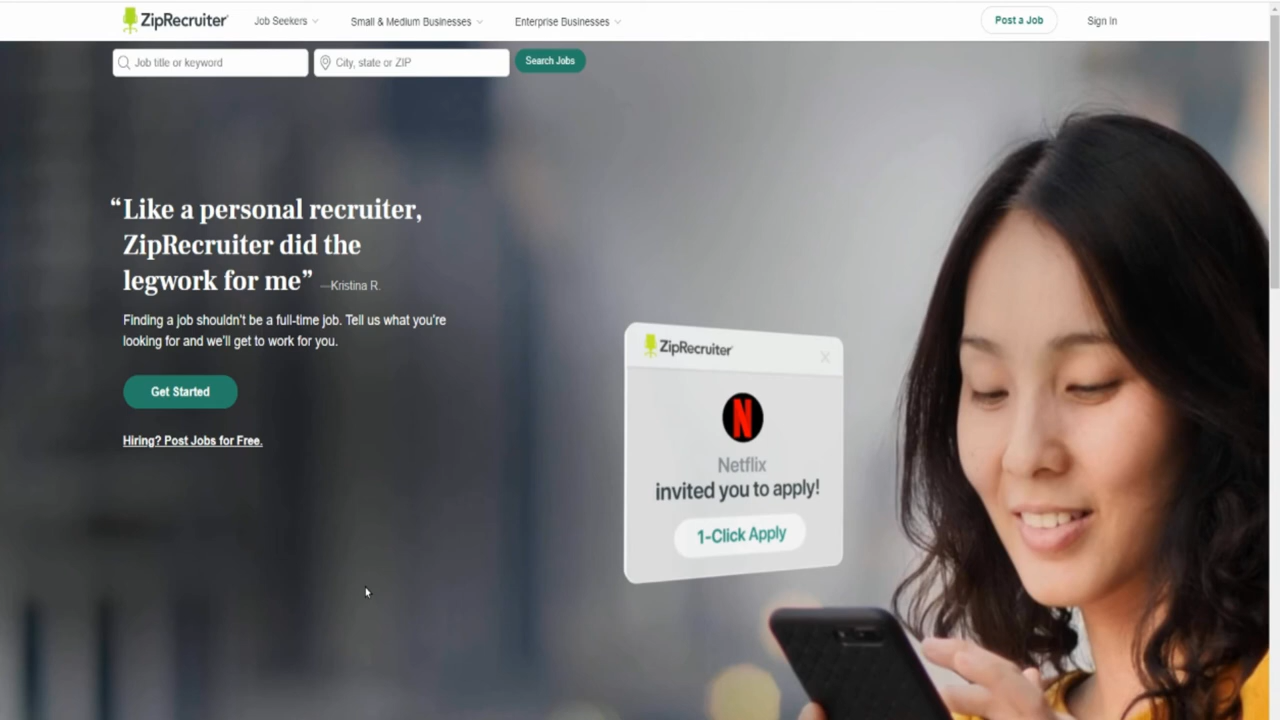 ZipRecruiter
Job Seekers
Small & Medium Businesses
Enterprise Businesses
Post a Job
Sign In
Job title or keyword
City, state or ZIP
Search Jobs
“Like a personal recruiter,
ZipRecruiter did the
legwork for me” —Kristina R.
Finding a job shouldn't be a full-time job. Tell us what you're
looking for and we'll get to work for you.
Get Started
Hiring? Post Jobs for Free.
ZipRecruiter
N
Netflix
invited you to apply!
1-Click Apply